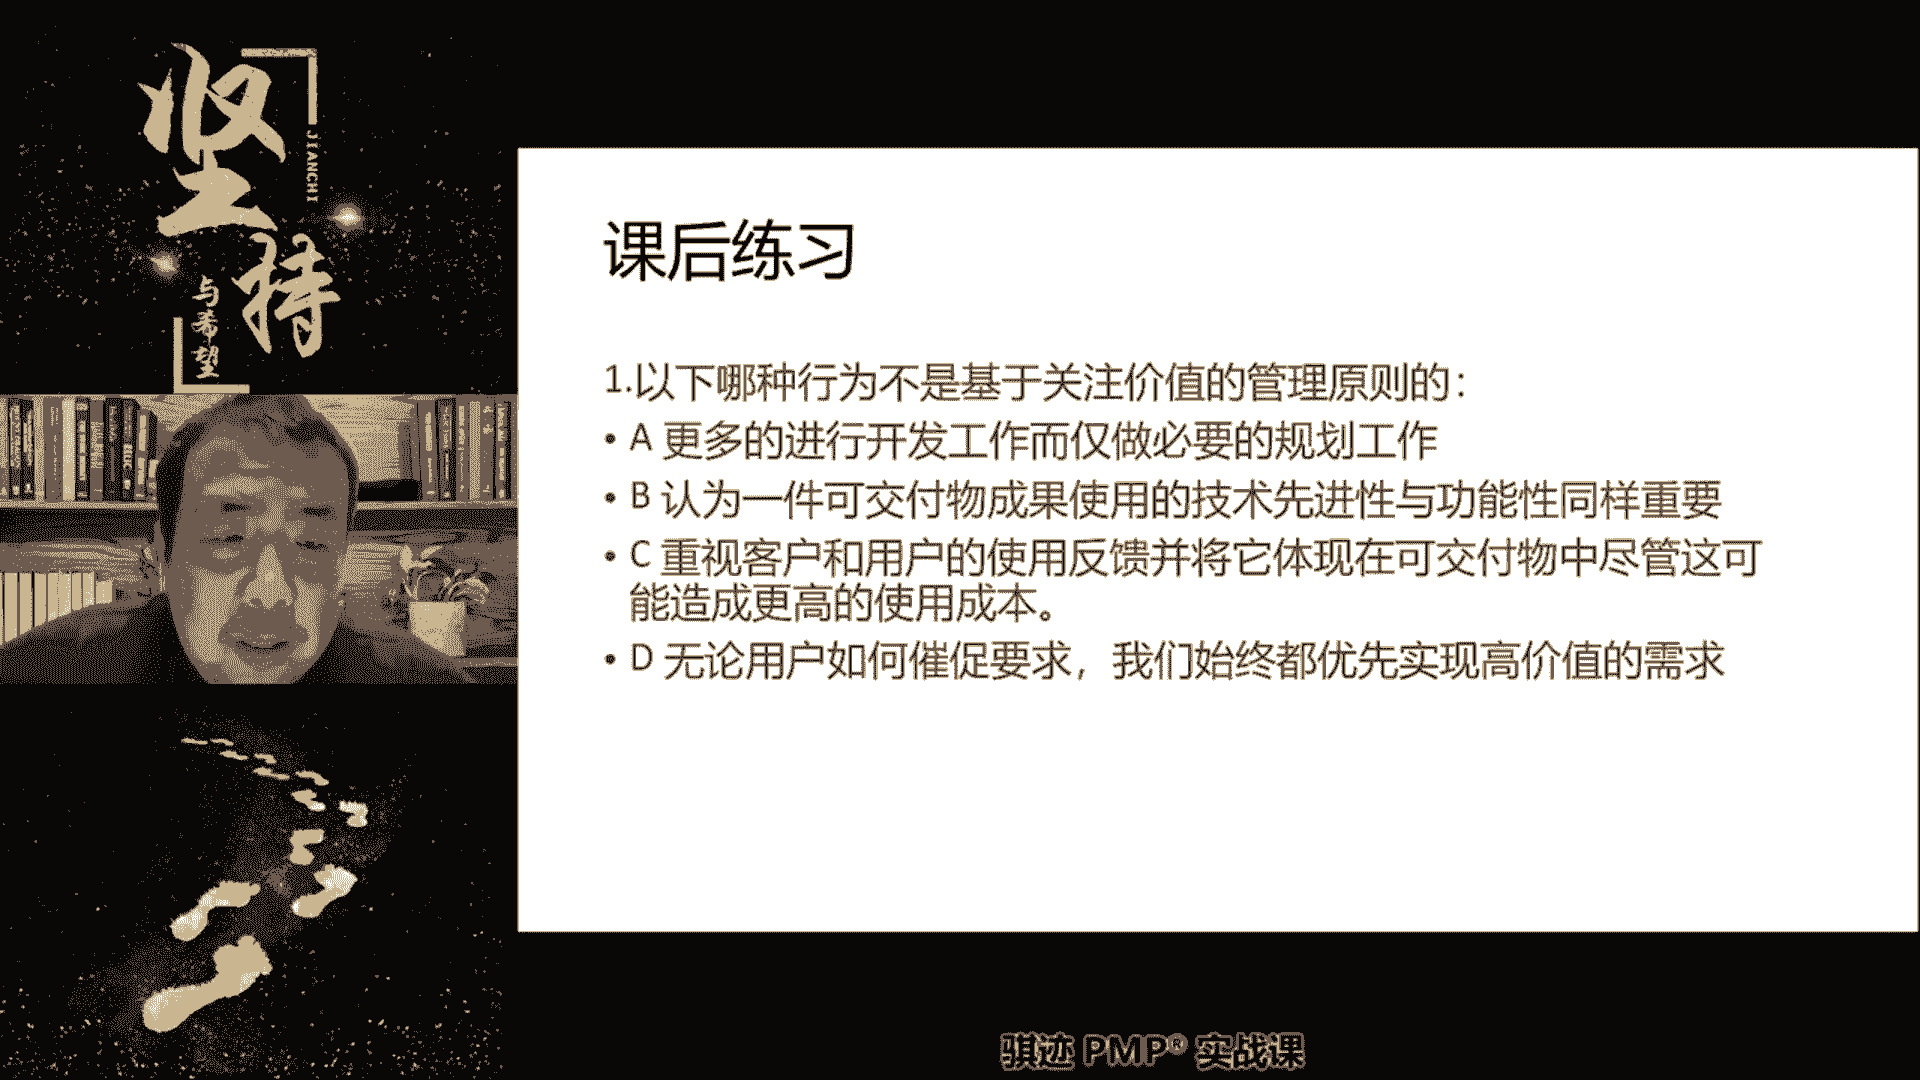 坚持
JIANCHI
与希望
课后练习
1.以下哪种行为不是基于关注价值的管理原则的：
• A 更多的进行开发工作而仅做必要的规划工作
• B 认为一件可交付物成果使用的技术先进性与功能性同样重要
• C 重视客户和用户的使用反馈并将它体现在可交付物中尽管这可
能造成更高的使用成本。
• D 无论用户如何催促要求，我们始终都优先实现高价值的需求
骐迹 PMP® 实战课